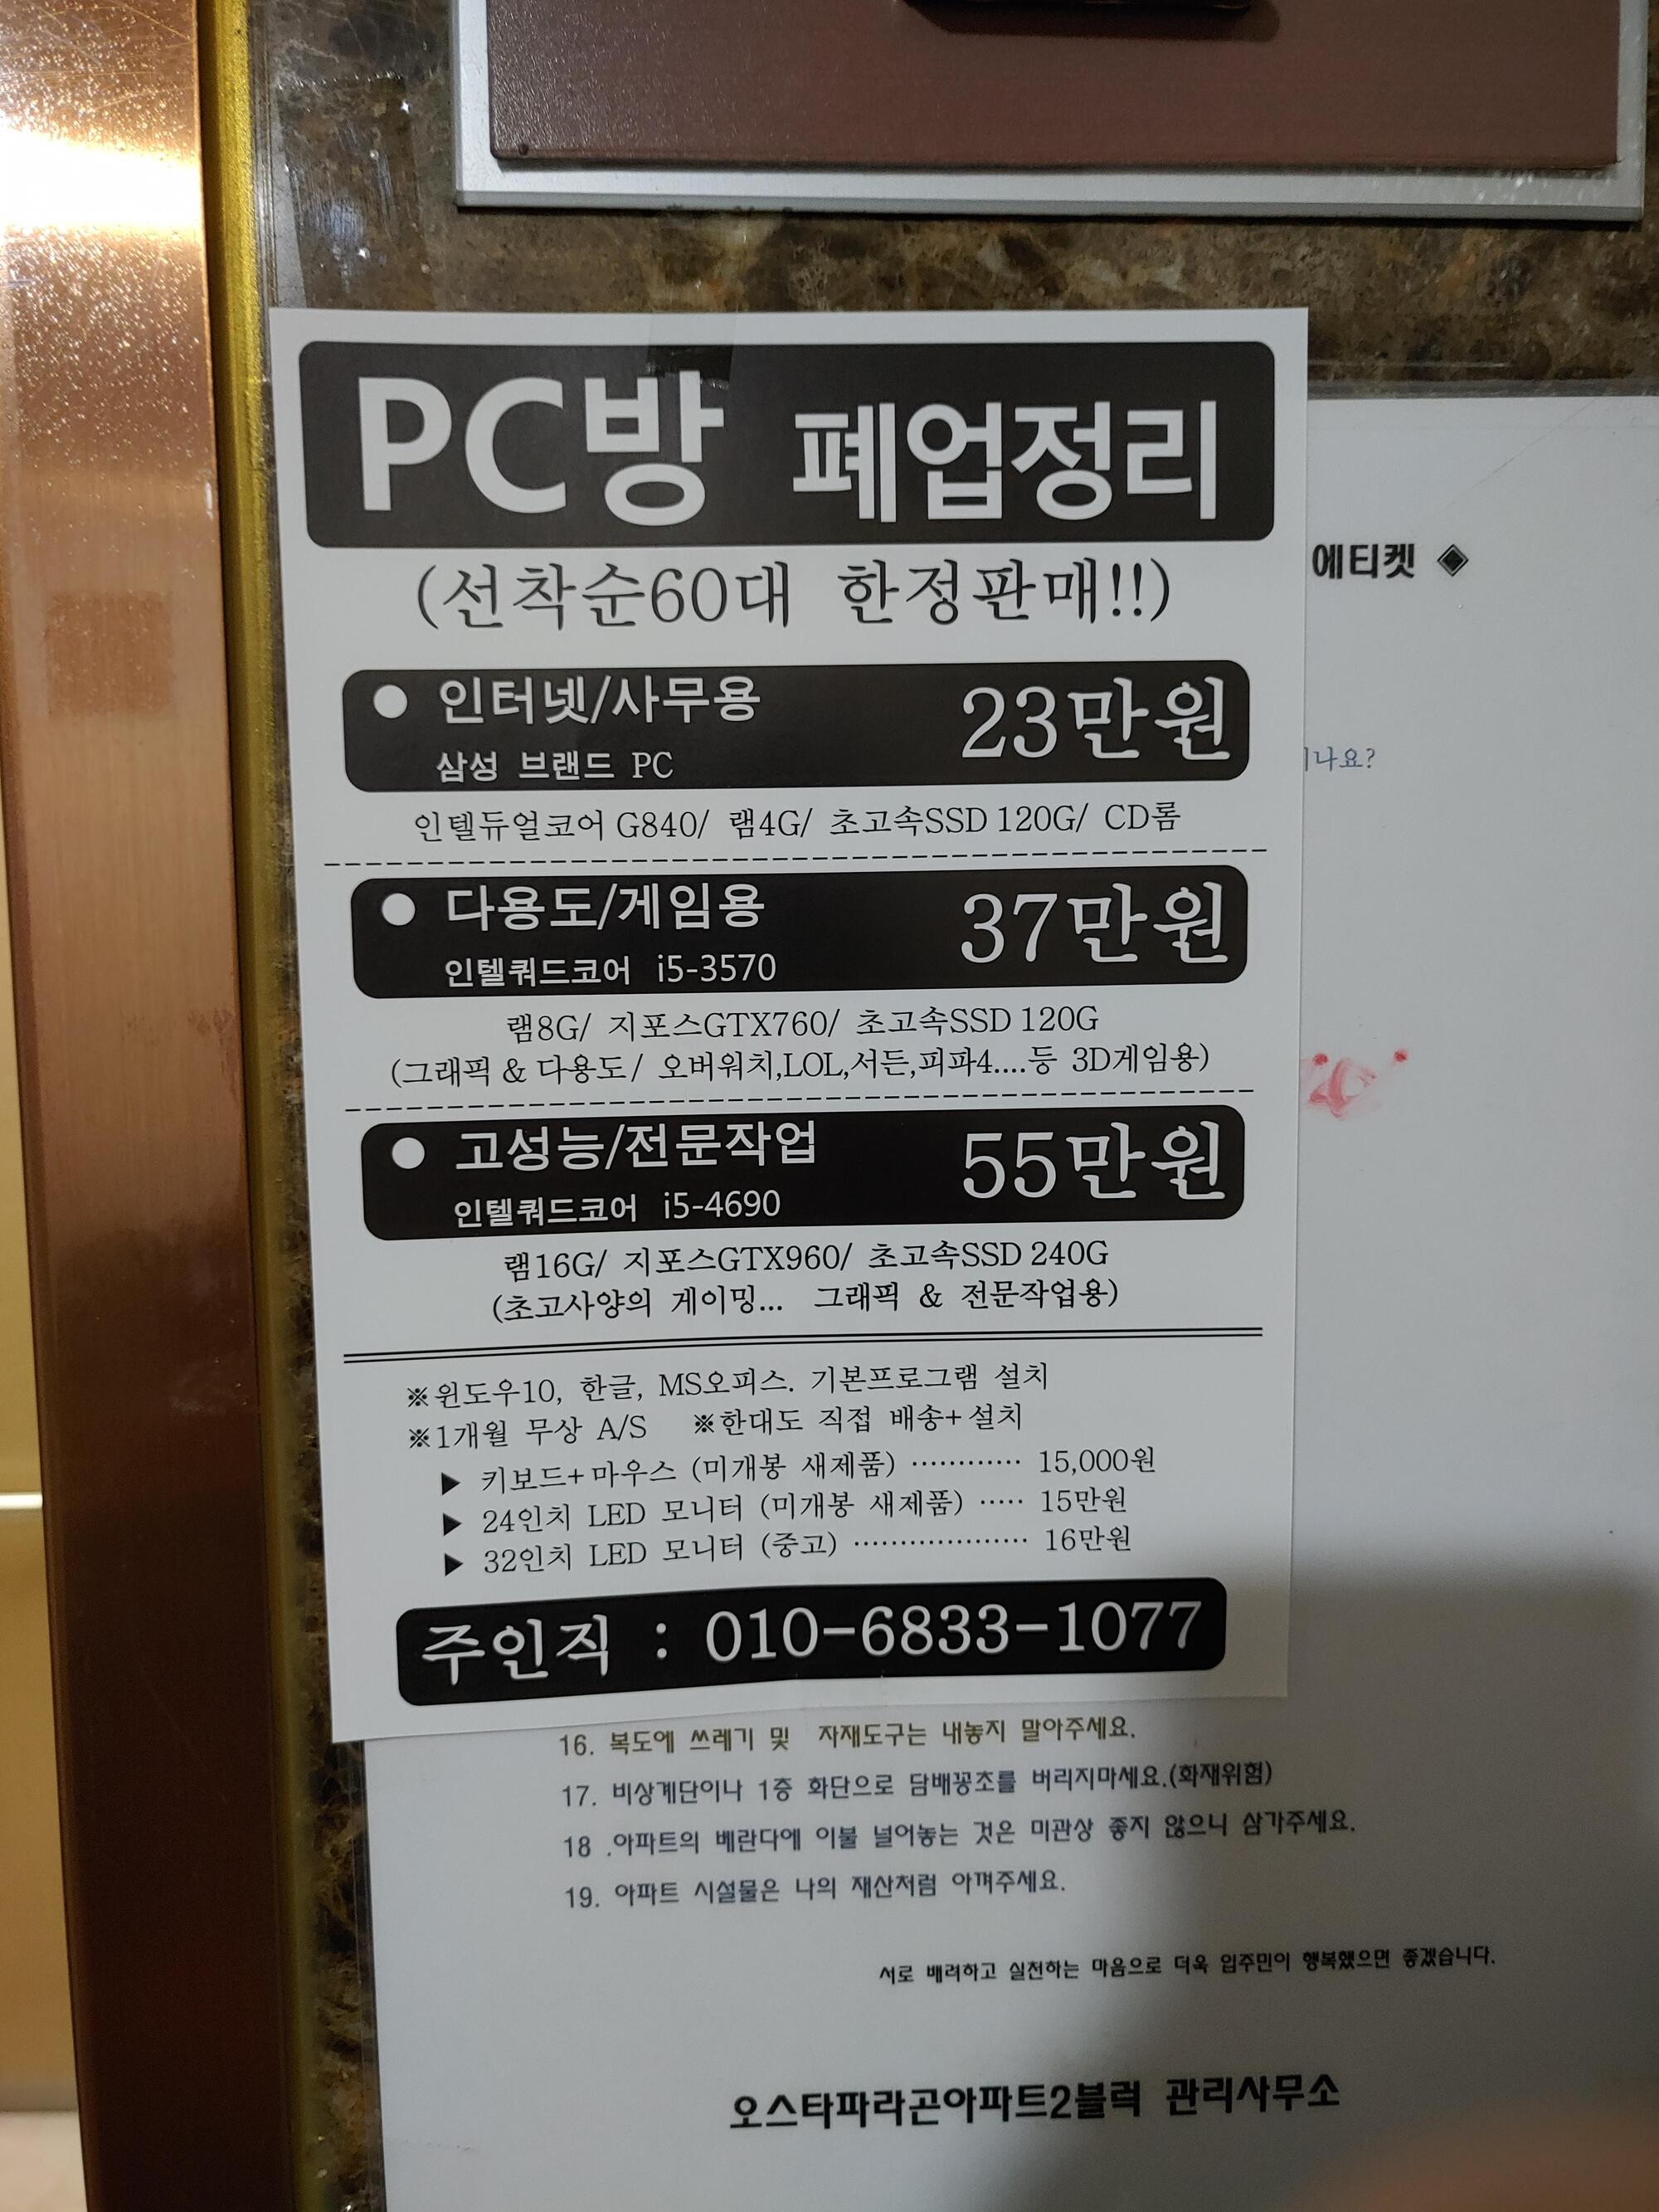 PC방 폐업정리
(선착순60대 한정판매!!)
● 인터넷/사무용 23만원
삼성 브랜드 PC
인텔듀얼코어 G840/ 램4G/ 초고속SSD 120G/ CD롬
● 다용도/게임용 37만원
인텔쿼드코어 i5-3570
램8G/ 지포스GTX760/ 초고속SSD 120G
(그래픽 & 다용도/ 오버워치,LOL,서든,피파4....등 3D게임용)
● 고성능/전문작업 55만원
인텔쿼드코어 i5-4690
램16G/ 지포스GTX960/ 초고속SSD 240G
(초고사양의 게이밍... 그래픽 & 전문작업용)
※윈도우10, 한글, MS오피스. 기본프로그램 설치
※1개월 무상 A/S ※한대도 직접 배송+설치
▶ 키보드+마우스 (미개봉 새제품) ············ 15,000원
▶ 24인치 LED 모니터 (미개봉 새제품) ····· 15만원
▶ 32인치 LED 모니터 (중고) ··················· 16만원
주인직 : 010-6833-1077
에티켓 ◈
나요?
16. 복도에 쓰레기 및 자재도구는 내놓지 말아주세요.
17. 비상계단이나 1층 화단으로 담배꽁초를 버리지마세요.(화재위험)
18 .아파트의 베란다에 이불 널어놓는 것은 미관상 좋지 않으니 삼가주세요.
19. 아파트 시설물은 나의 재산처럼 아껴주세요.
서로 배려하고 실천하는 마음으로 더욱 입주민이 행복했으면 좋겠습니다.
오스타파라곤아파트2블럭 관리사무소